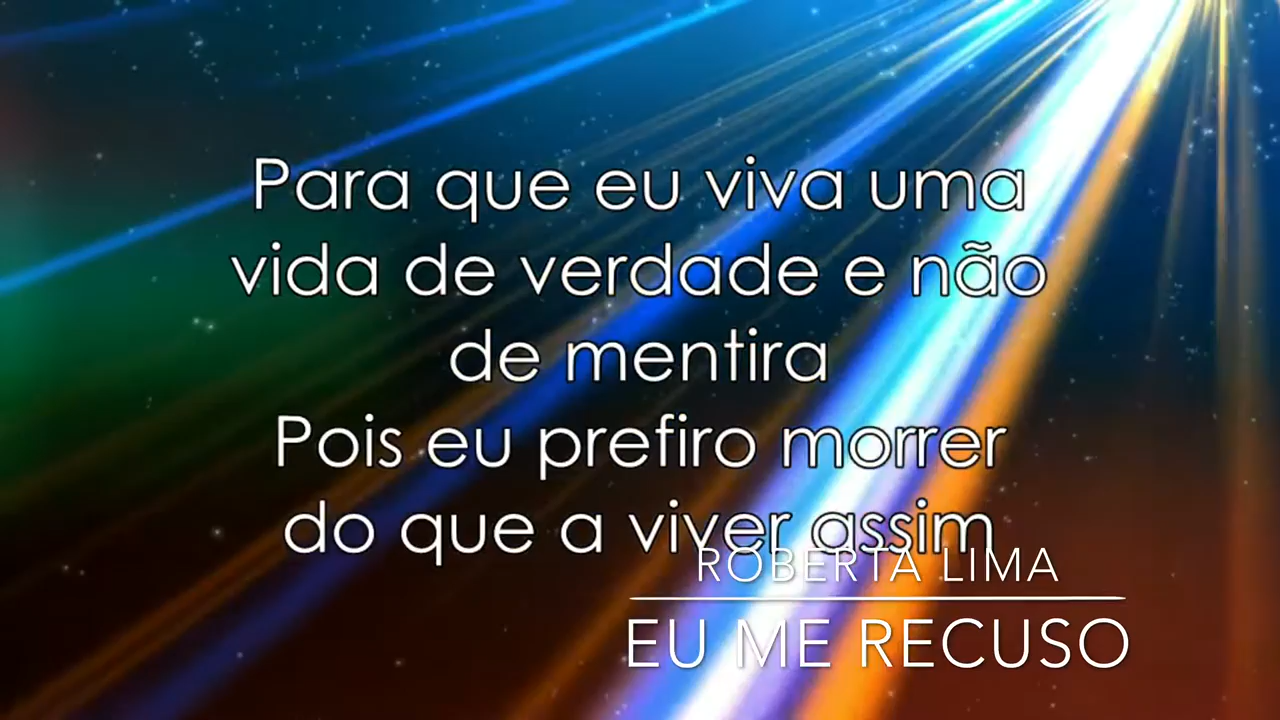 Para que eu viva uma
vida de verdade e não
de mentira
Pois eu prefiro morrer
do que a viver assim
ROBERTA LIMA
EU ME RECUSO